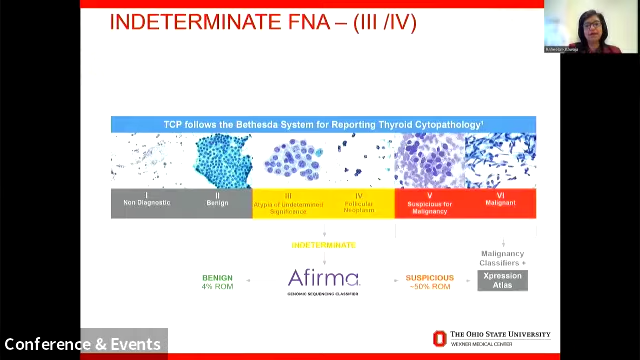 INDETERMINATE FNA – (III /IV)
TCP follows the Bethesda System for Reporting Thyroid Cytopathology¹
I
Non Diagnostic
II
Benign
III
Atypia of Undetermined
Significance
IV
Follicular
Neoplasm
V
Suspicious for
Malignancy
VI
Malignant
INDETERMINATE
Malignancy
Classifiers +
BENIGN
4% ROM
Afirma
GENOMIC SEQUENCING CLASSIFIER
SUSPICIOUS
~50% ROM
Xpression
Atlas
THE OHIO STATE UNIVERSITY
WEXNER MEDICAL CENTER
Conference & Events